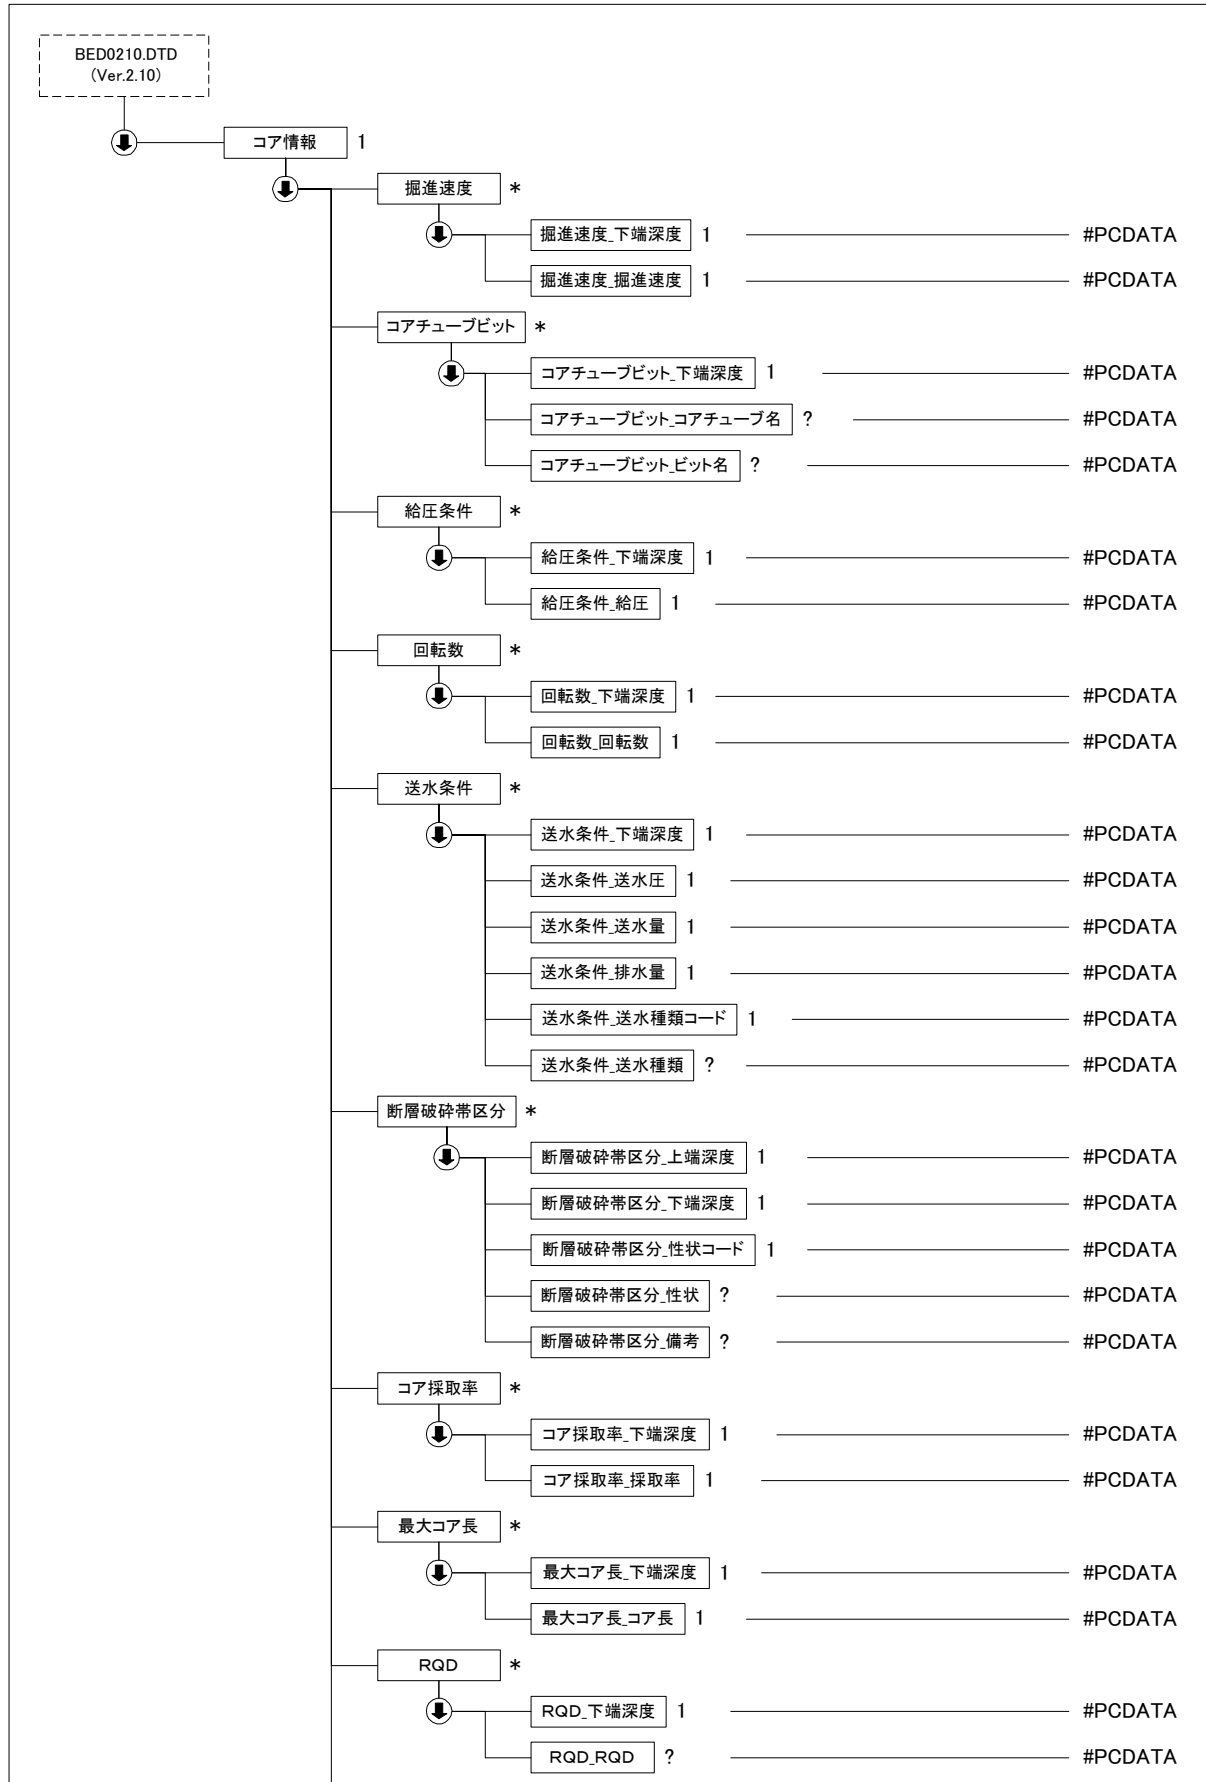 BED0210.DTD
(Ver.2.10)
コア情報 1
掘進速度 *
掘進速度_下端深度 1 #PCDATA
掘進速度_掘進速度 1 #PCDATA
コアチューブビット *
コアチューブビット_下端深度 1 #PCDATA
コアチューブビット_コアチューブ名 ? #PCDATA
コアチューブビット_ビット名 ? #PCDATA
給圧条件 *
給圧条件_下端深度 1 #PCDATA
給圧条件_給圧 1 #PCDATA
回転数 *
回転数_下端深度 1 #PCDATA
回転数_回転数 1 #PCDATA
送水条件 *
送水条件_下端深度 1 #PCDATA
送水条件_送水圧 1 #PCDATA
送水条件_送水量 1 #PCDATA
送水条件_排水量 1 #PCDATA
送水条件_送水種類コード 1 #PCDATA
送水条件_送水種類 ? #PCDATA
断層破砕帯区分 *
断層破砕帯区分_上端深度 1 #PCDATA
断層破砕帯区分_下端深度 1 #PCDATA
断層破砕帯区分_性状コード 1 #PCDATA
断層破砕帯区分_性状 ? #PCDATA
断層破砕帯区分_備考 ? #PCDATA
コア採取率 *
コア採取率_下端深度 1 #PCDATA
コア採取率_採取率 1 #PCDATA
最大コア長 *
最大コア長_下端深度 1 #PCDATA
最大コア長_コア長 1 #PCDATA
RQD *
RQD_下端深度 1 #PCDATA
RQD_RQD ? #PCDATA